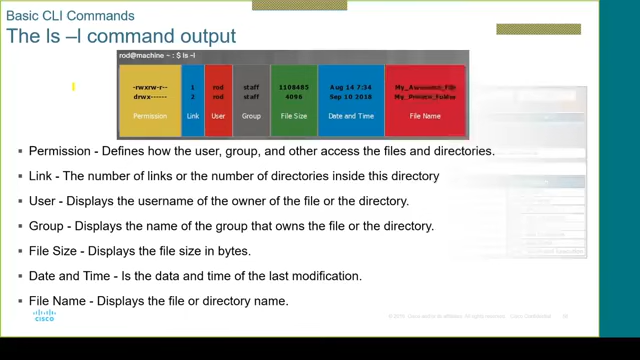 Basic CLI Commands
The ls –l command output
rod@machine ~ : $ ls –l
-rwxrw-r-- 1 rod staff 1108485 Aug 14 7:34 My_Awesome_File
drwx------ 2 rod staff 4096 Sep 10 2016 My_Private_Folder
Permission Link User Group File Size Date and Time File Name
▪ Permission - Defines how the user, group, and other access the files and directories.
▪ Link - The number of links or the number of directories inside this directory
▪ User - Displays the username of the owner of the file or the directory.
▪ Group - Displays the name of the group that owns the file or the directory.
▪ File Size - Displays the file size in bytes.
▪ Date and Time - Is the data and time of the last modification.
▪ File Name - Displays the file or directory name.
CISCO
All rights reserved. Cisco Confidential